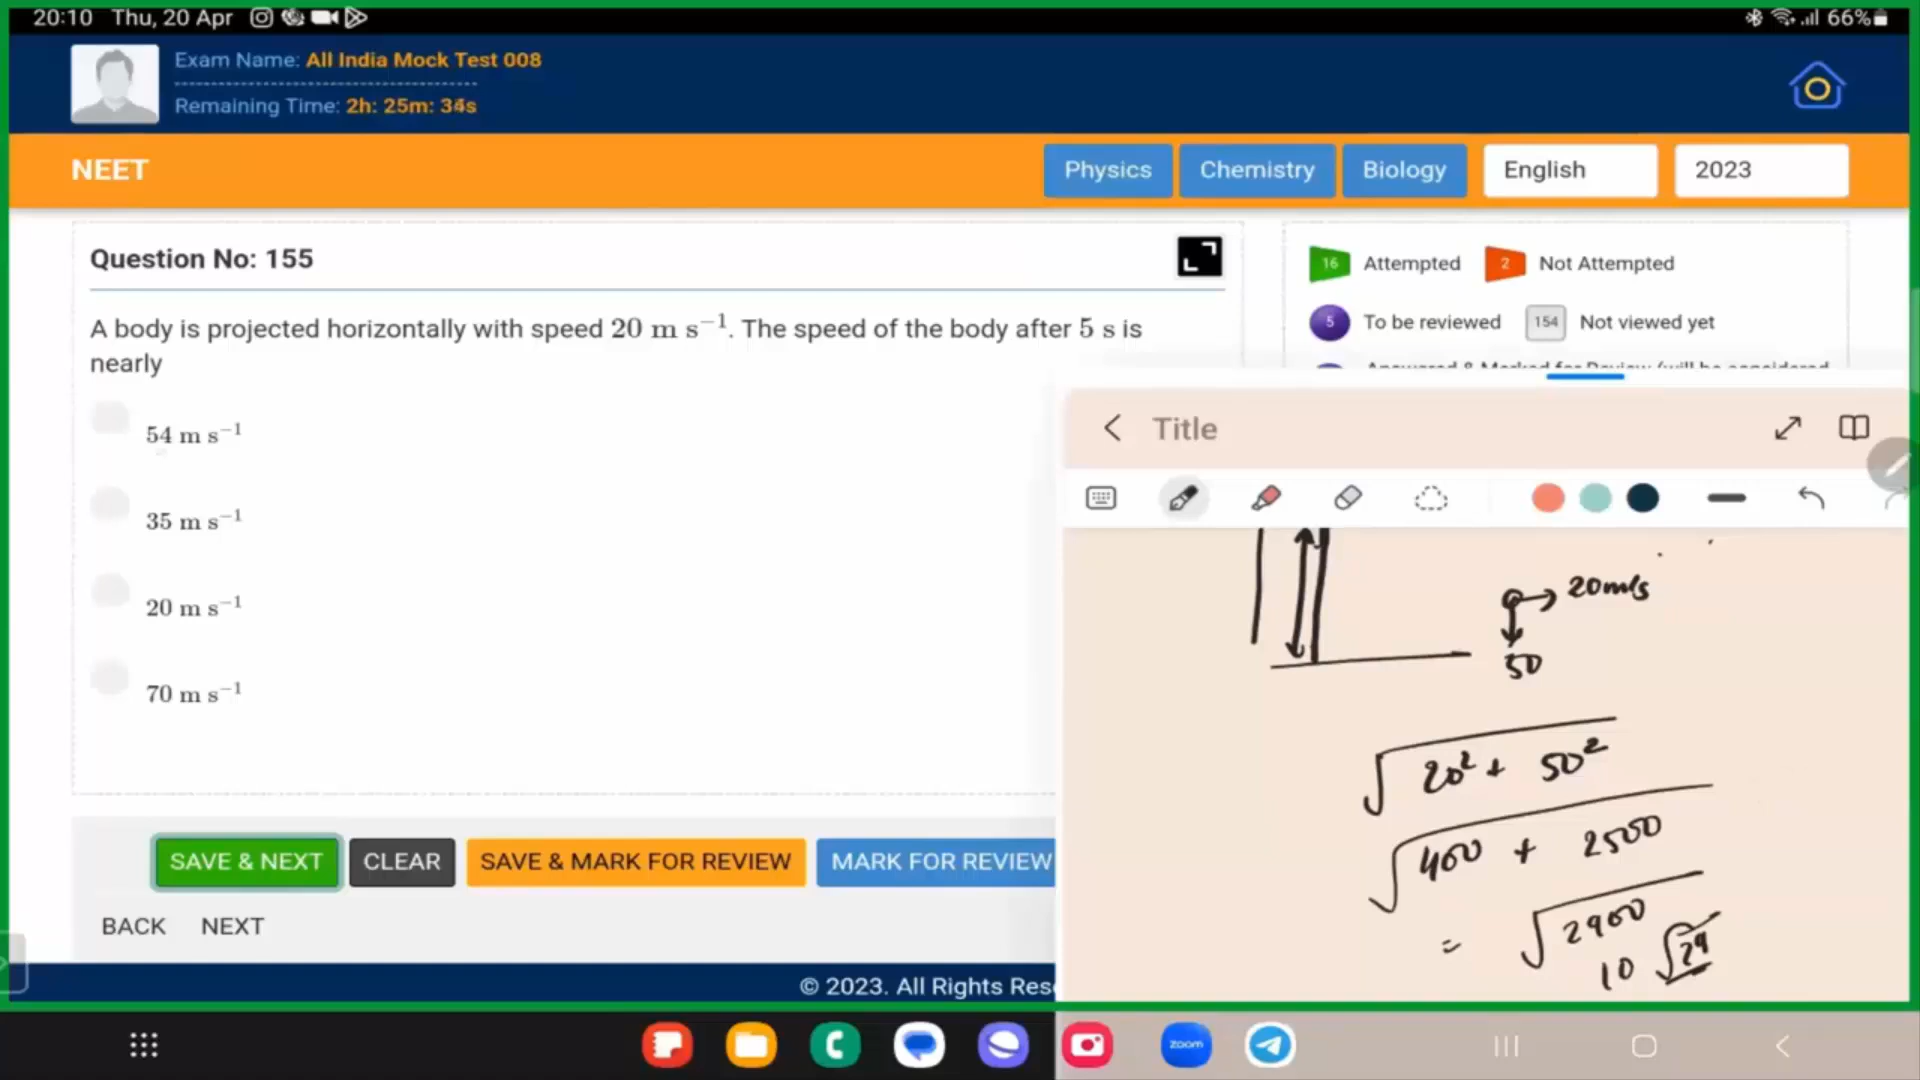 20:10 Thu, 20 Apr
66%
Exam Name: All India Mock Test 008
Remaining Time: 2h: 25m: 34s
NEET
Physics
Chemistry
Biology
English
2023
Question No: 155
16 Attempted
2 Not Attempted
5 To be reviewed
154 Not viewed yet
A body is projected horizontally with speed 20 m s⁻¹. The speed of the body after 5 s is
nearly
54 m s⁻¹
35 m s⁻¹
20 m s⁻¹
70 m s⁻¹
SAVE & NEXT
CLEAR
SAVE & MARK FOR REVIEW
MARK FOR REVIEW
BACK
NEXT
© 2023. All Rights Res
Title
20m/s
50
√20² + 50²
√400 + 2500
= √2900
10 √29
zoom